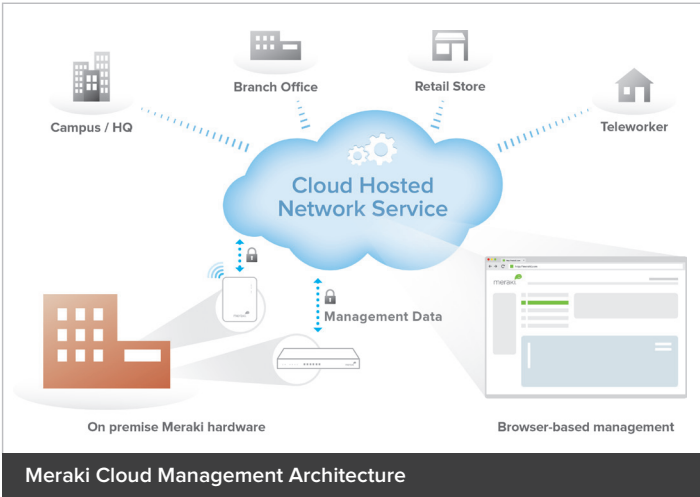 Campus / HQ
Branch Office
Retail Store
Teleworker
Cloud Hosted
Network Service
Management Data
meraki
On premise Meraki hardware
Browser-based management
Meraki Cloud Management Architecture